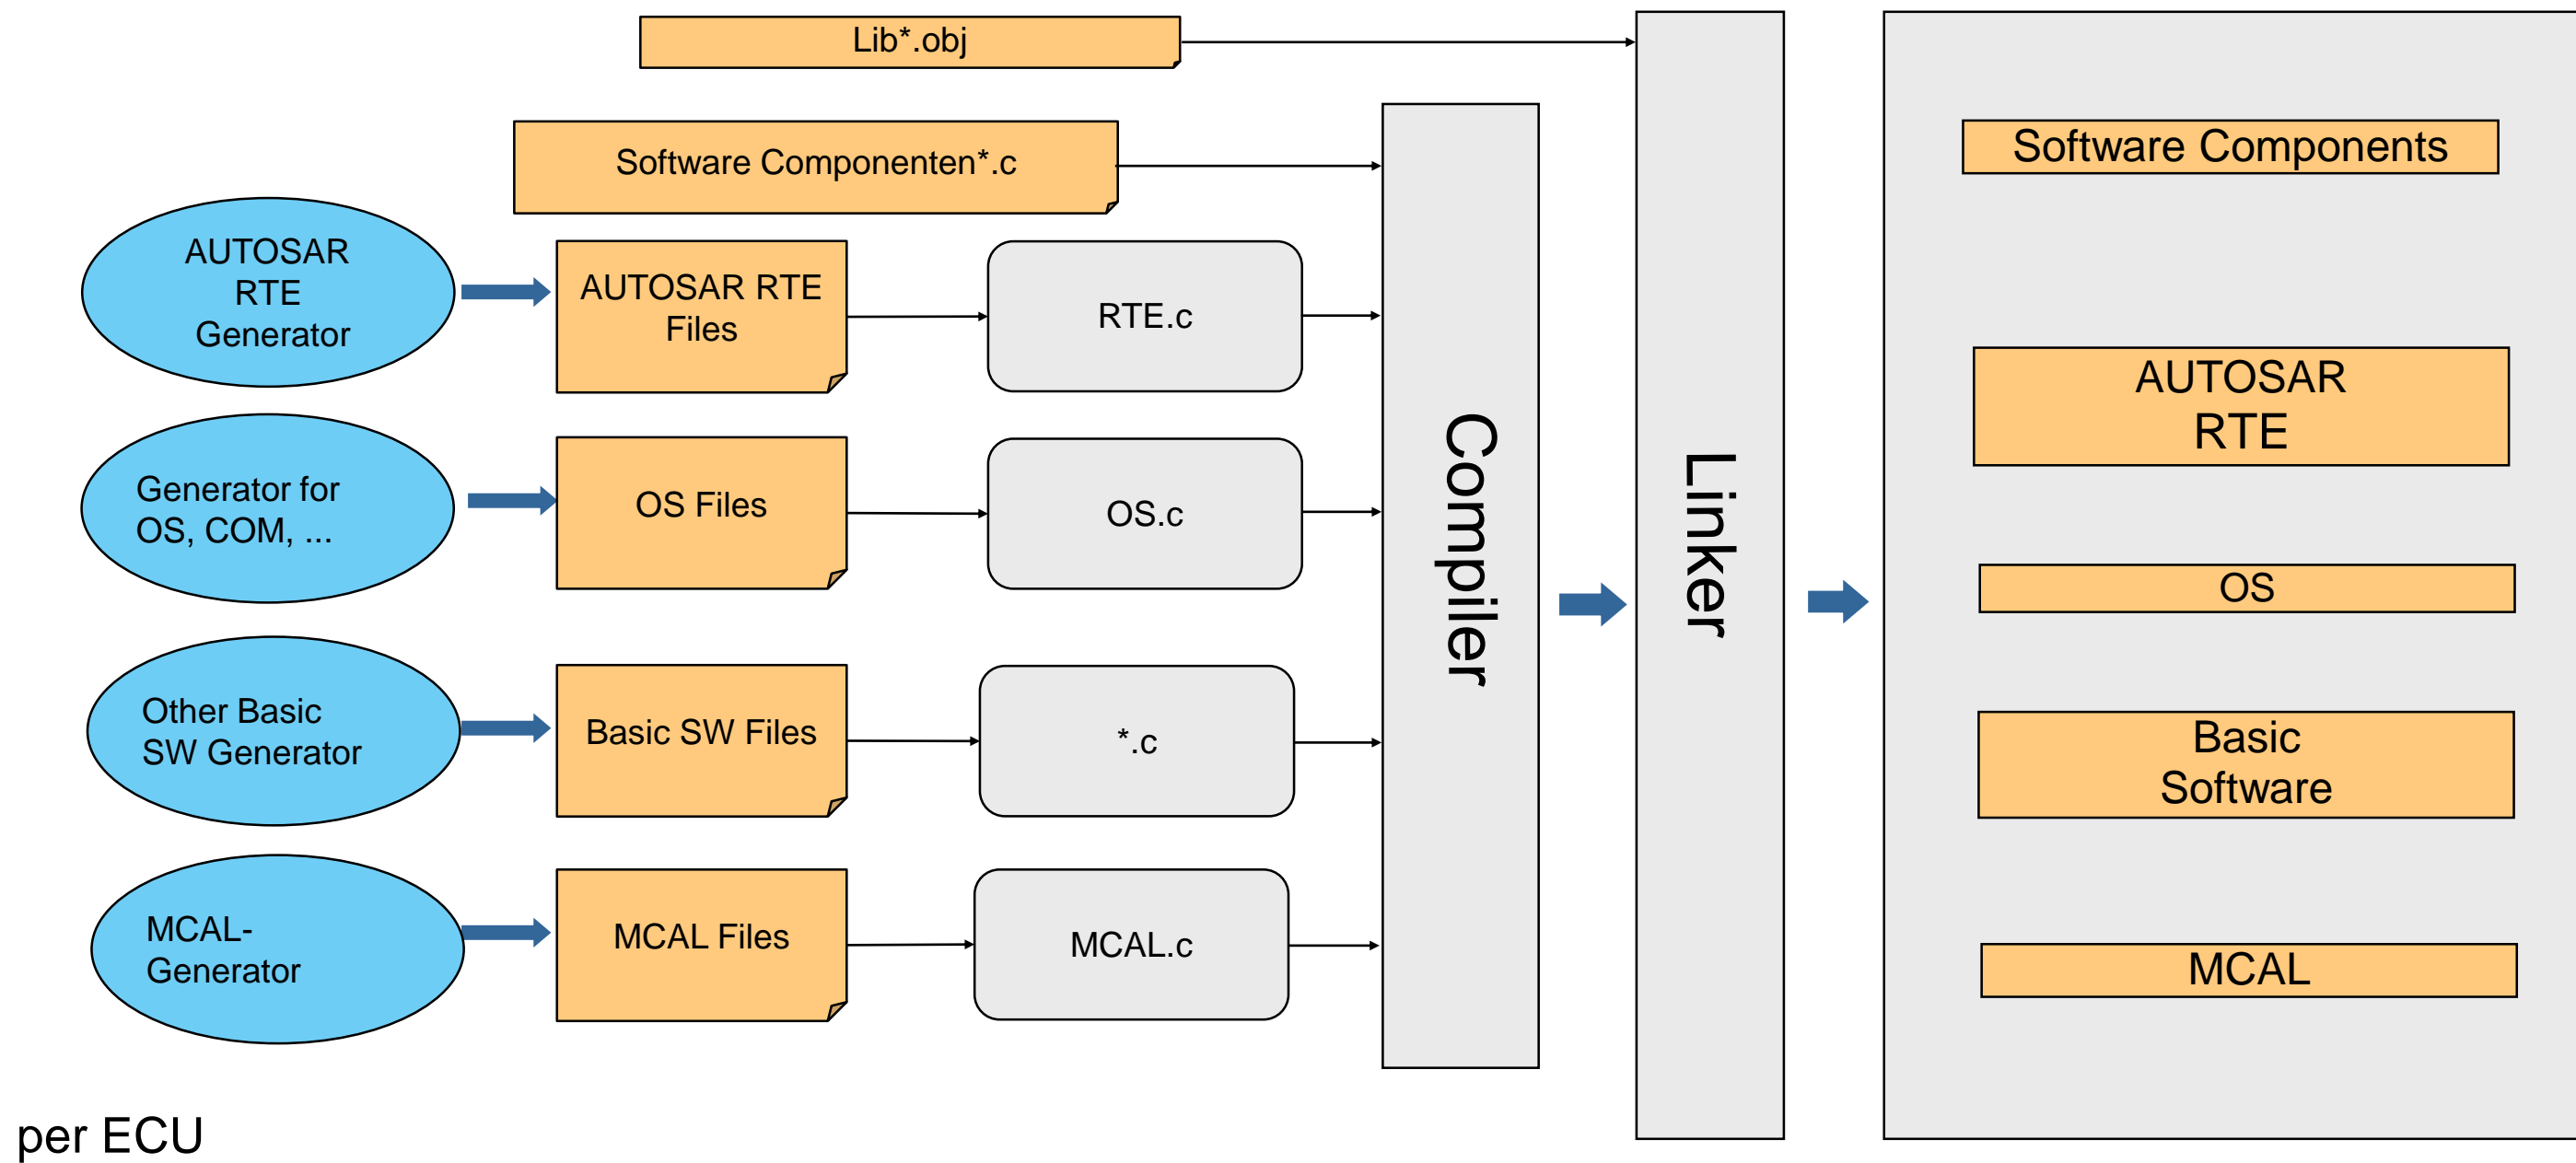 Lib*.obj
Software Componenten*.c
AUTOSAR
RTE
Generator
AUTOSAR RTE
Files
RTE.c
Generator for
OS, COM, ...
OS Files
OS.c
Other Basic
SW Generator
Basic SW Files
*.c
MCAL-
Generator
MCAL Files
MCAL.c
Compiler
Linker
Software Components
AUTOSAR
RTE
OS
Basic
Software
MCAL
per ECU